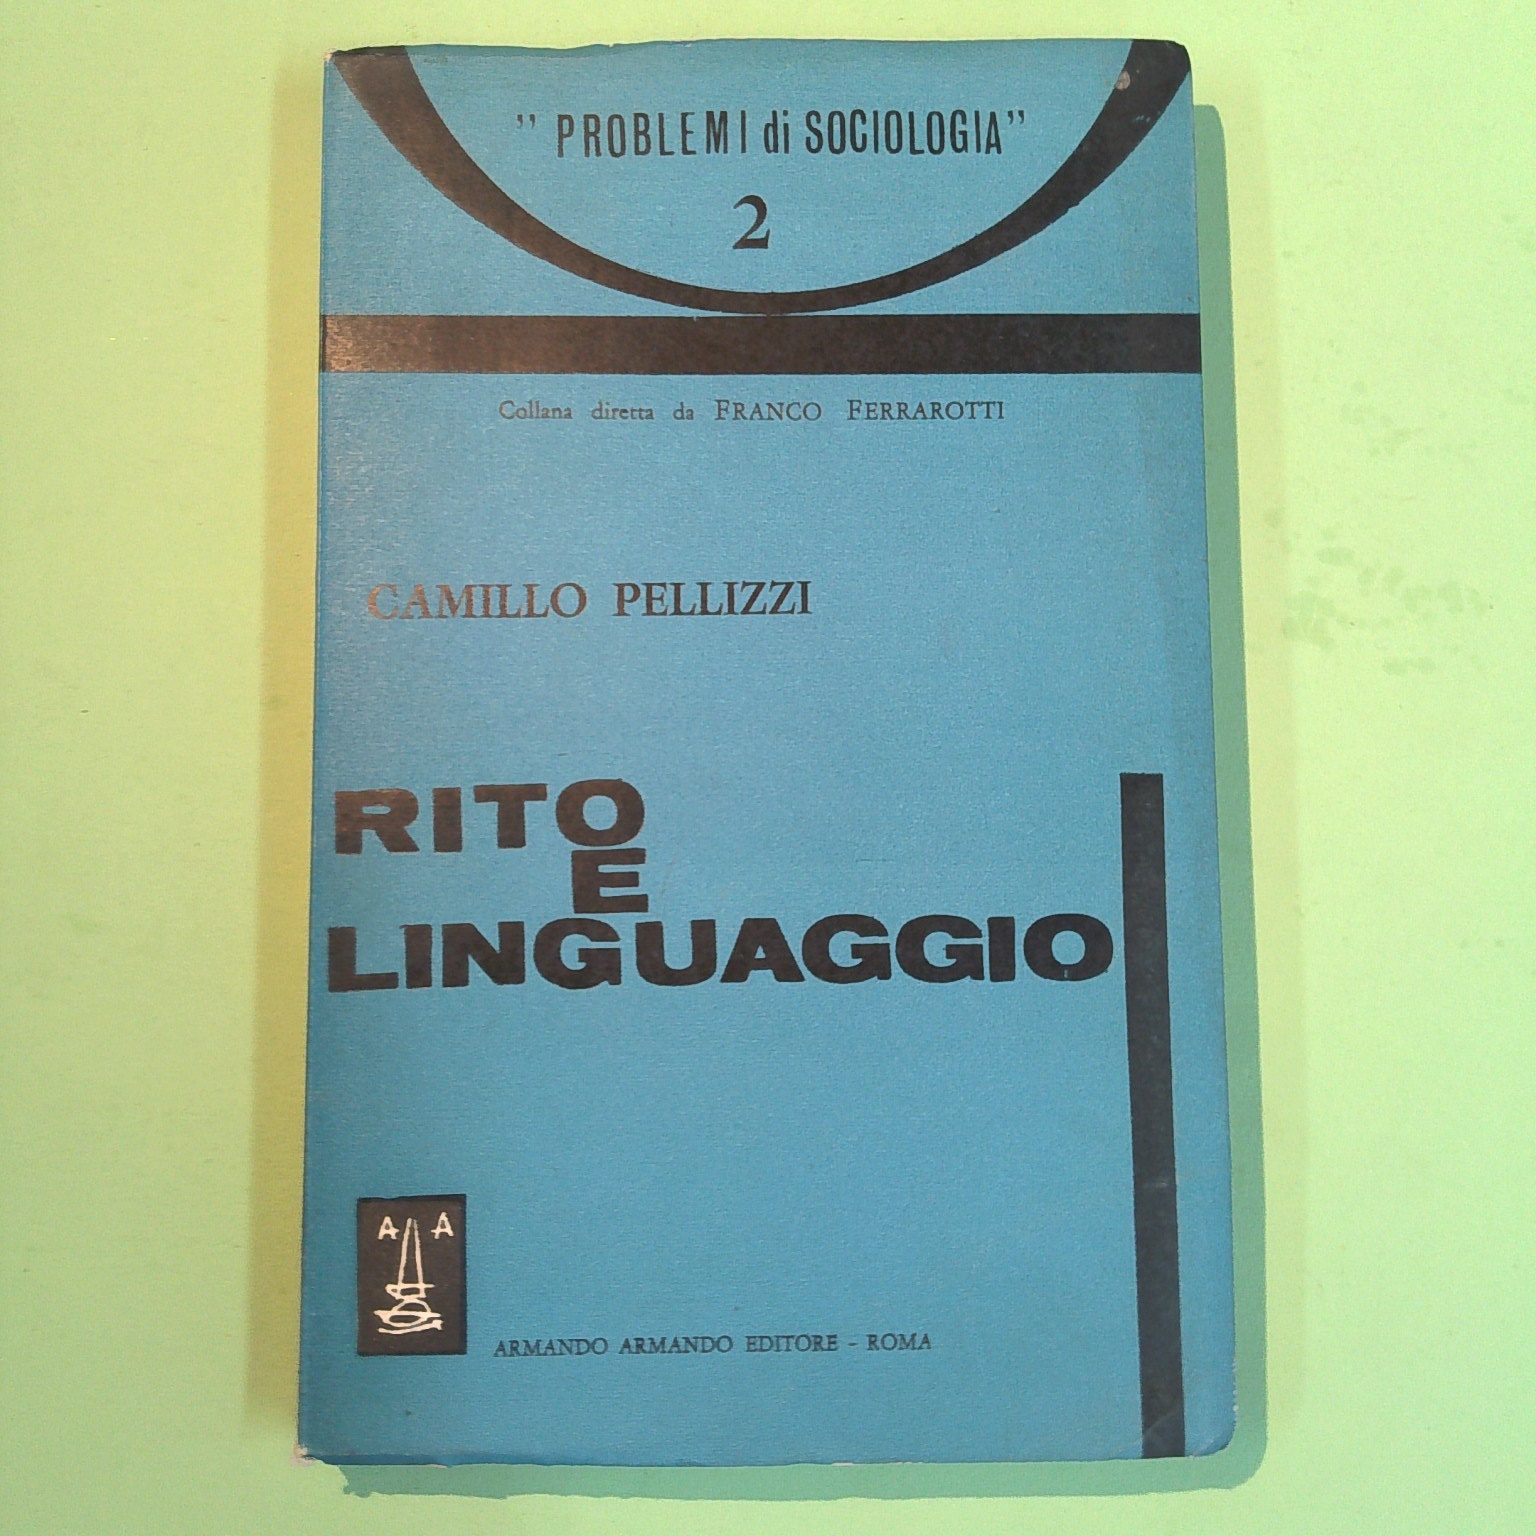 " PROBLEMI di SOCIOLOGIA"
2
Collana diretta da FRANCO FERRAROTTI
CAMILLO PELLIZZI
RITO
E
LINGUAGGIO
A A
ARMANDO ARMANDO EDITORE - ROMA